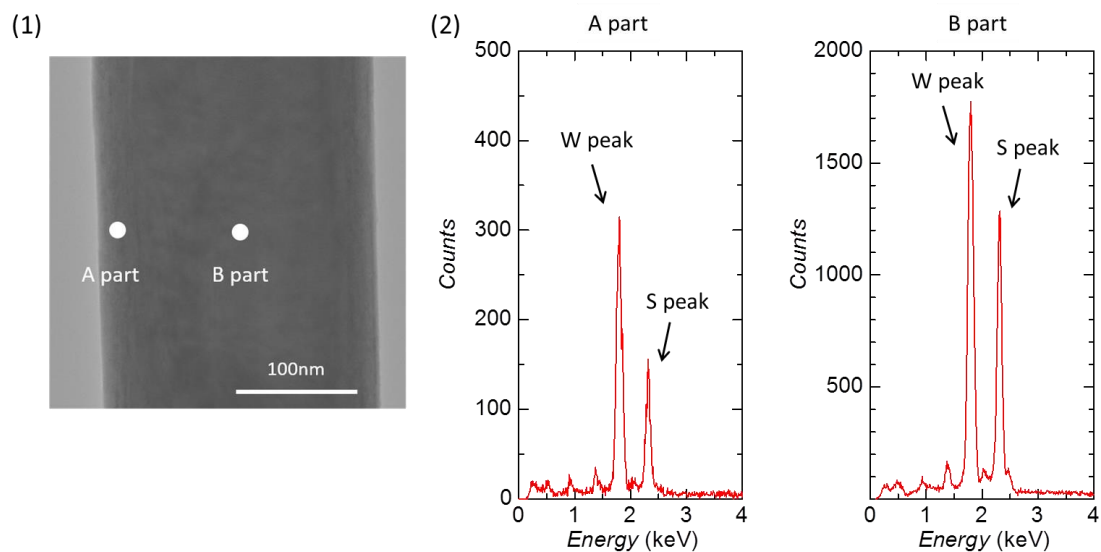 (1)
A part
B part
100nm
(2)
A part
500
400
300
200
100
0
Counts
W peak
S peak
0
1
2
3
4
Energy (keV)
B part
2000
1500
1000
500
Counts
W peak
S peak
0
1
2
3
4
Energy (keV)